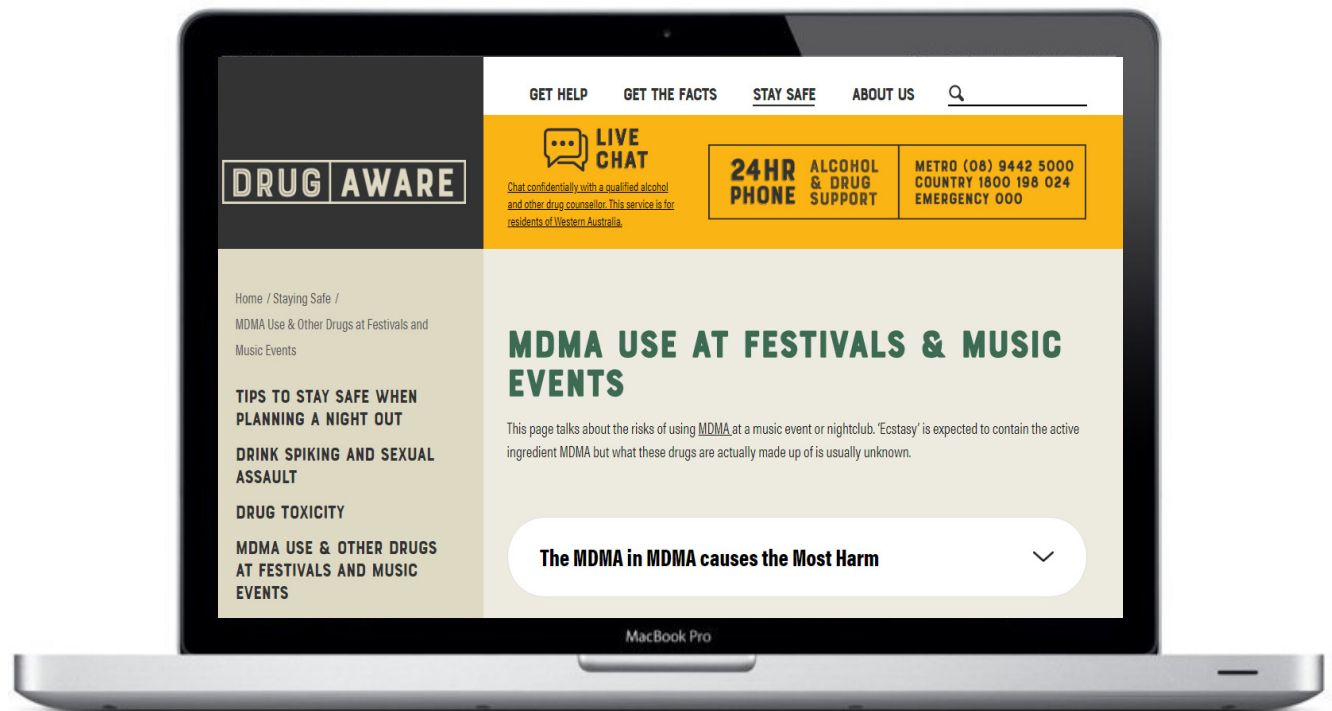 GET HELP GET THE FACTS STAY SAFE ABOUT US
DRUG AWARE
LIVE
CHAT
Chat confidentially with a qualified alcohol
and other drug counsellor. This service is for
residents of Western Australia.
24HR
PHONE
ALCOHOL
& DRUG
SUPPORT
METRO (08) 9442 5000
COUNTRY 1800 198 024
EMERGENCY 000
Home / Staying Safe /
MDMA Use & Other Drugs at Festivals and
Music Events
TIPS TO STAY SAFE WHEN
PLANNING A NIGHT OUT
DRINK SPIKING AND SEXUAL
ASSAULT
DRUG TOXICITY
MDMA USE & OTHER DRUGS
AT FESTIVALS AND MUSIC
EVENTS
MDMA USE AT FESTIVALS & MUSIC
EVENTS
This page talks about the risks of using MDMA at a music event or nightclub. ‘Ecstasy’ is expected to contain the active
ingredient MDMA but what these drugs are actually made up of is usually unknown.
The MDMA in MDMA causes the Most Harm
MacBook Pro